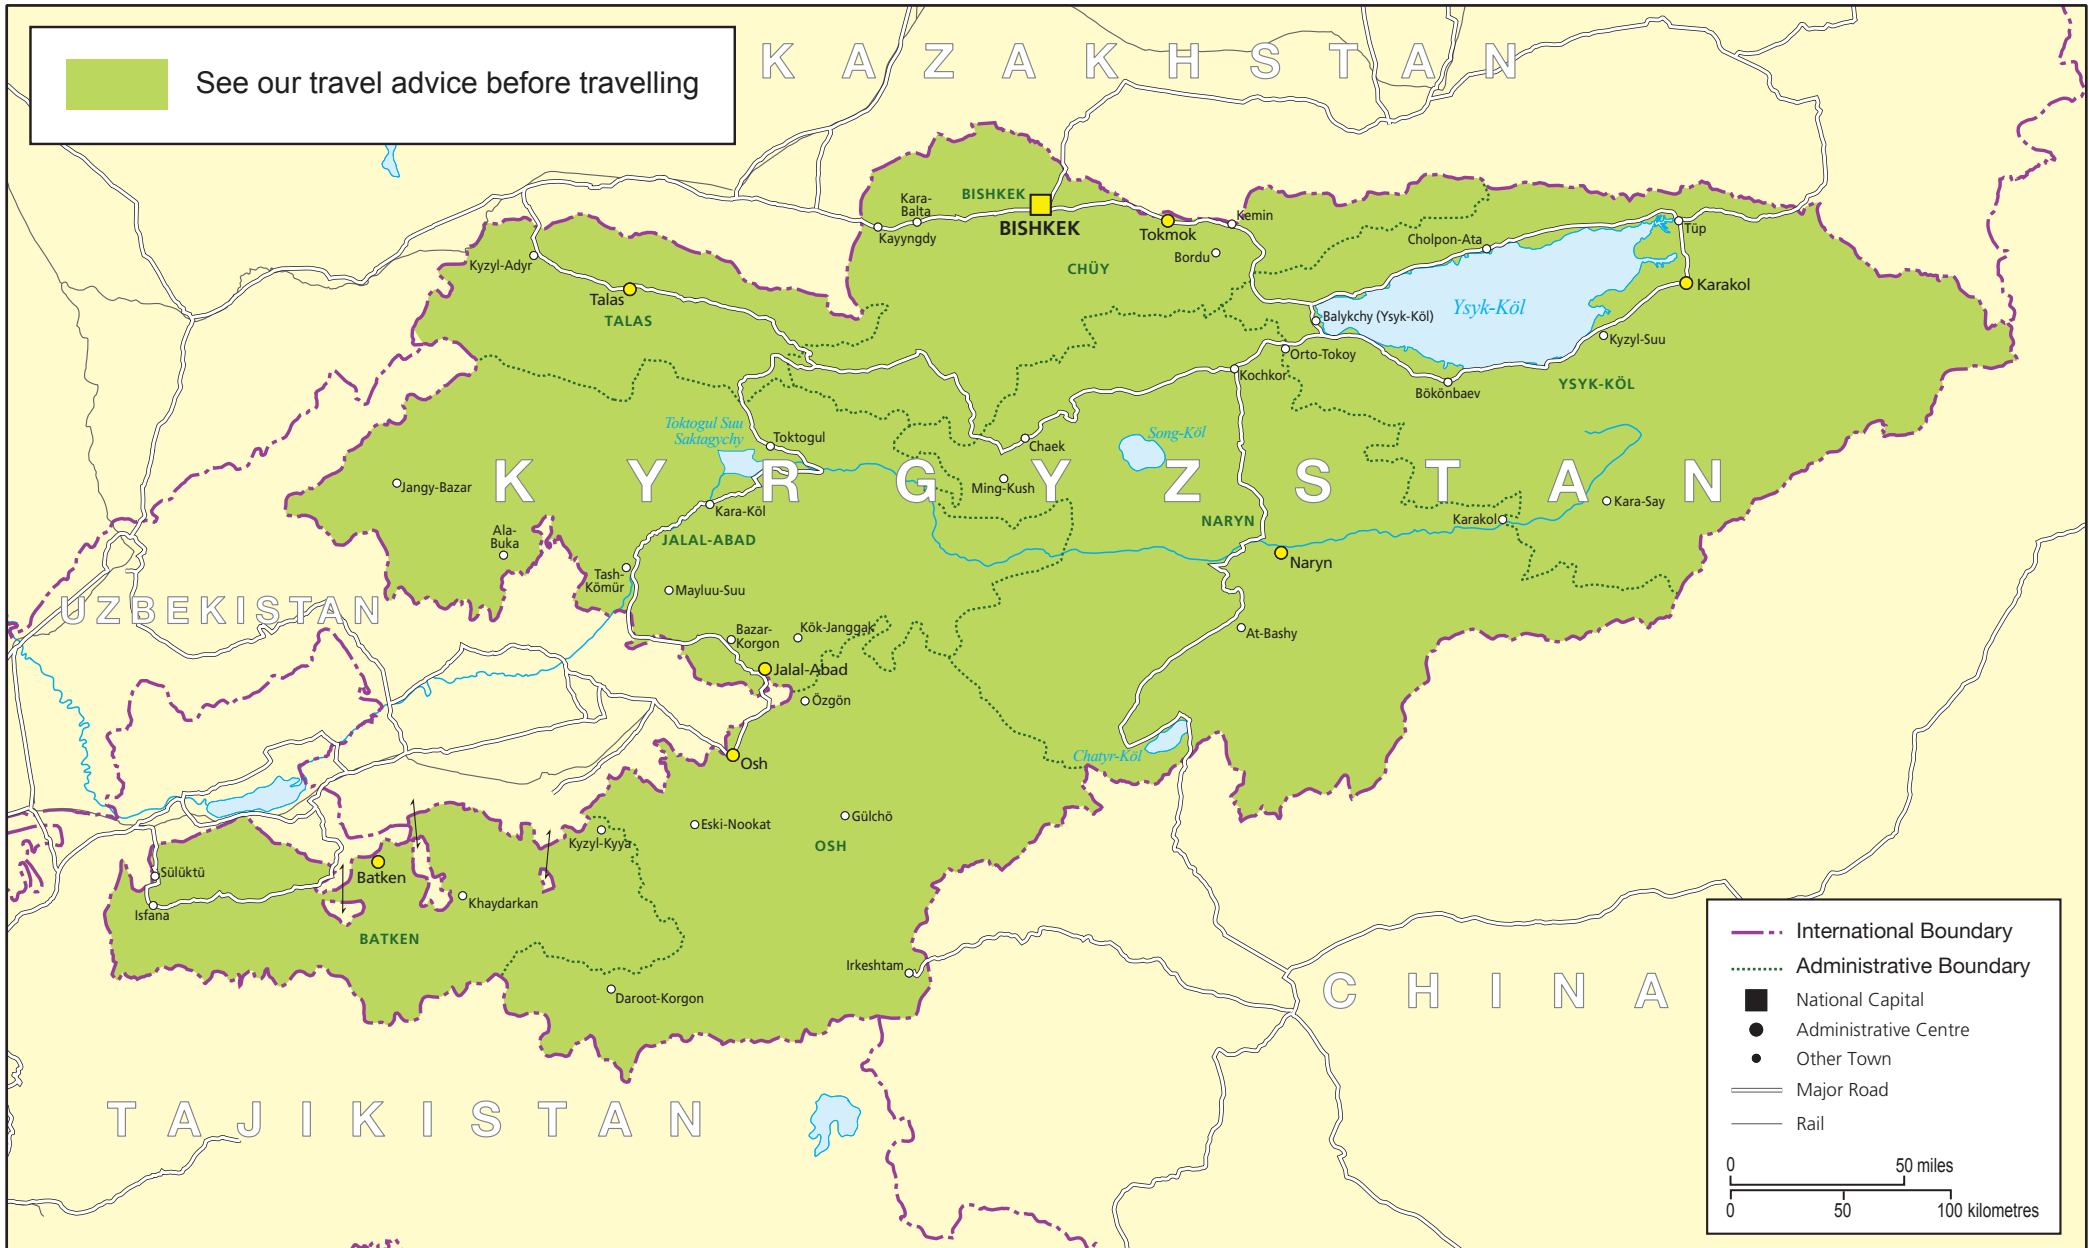 See our travel advice before travelling
KAZAKHSTAN
BISHKEK
Kara-
Balta
BISHKEK
Kayyngdy
Tokmok
Kemin
Bordu
CHÜY
Cholpon-Ata
Tüp
Karakol
Kyzyl-Adyr
Talas
TALAS
Ysyk-Köl
Balykchy (Ysyk-Köl)
Kyzyl-Suu
Orto-Tokoy
Kochkor
Bökönbaev
YSYK-KÖL
Toktogul Suu
Saktagychy
Toktogul
Chaek
Song-Köl
KYRGYZSTAN
Jangy-Bazar
Ming-Kush
Kara-Say
Kara-Köl
NARYN
Karakol
Ala-
Buka
JALAL-ABAD
Naryn
Tash-
Kömür
Mayluu-Suu
UZBEKISTAN
Bazar-
Korgon
Kök-Janggak
At-Bashy
Jalal-Abad
Özgön
Osh
Chatyr-Köl
Eski-Nookat
Gülchö
Kyzyl-Kyya
OSH
Sülüktü
Batken
Isfana
Khaydarkan
BATKEN
Irkeshtam
Daroot-Korgon
CHINA
TAJIKISTAN
International Boundary
Administrative Boundary
National Capital
Administrative Centre
Other Town
Major Road
Rail
0 50 miles
0 50 100 kilometres